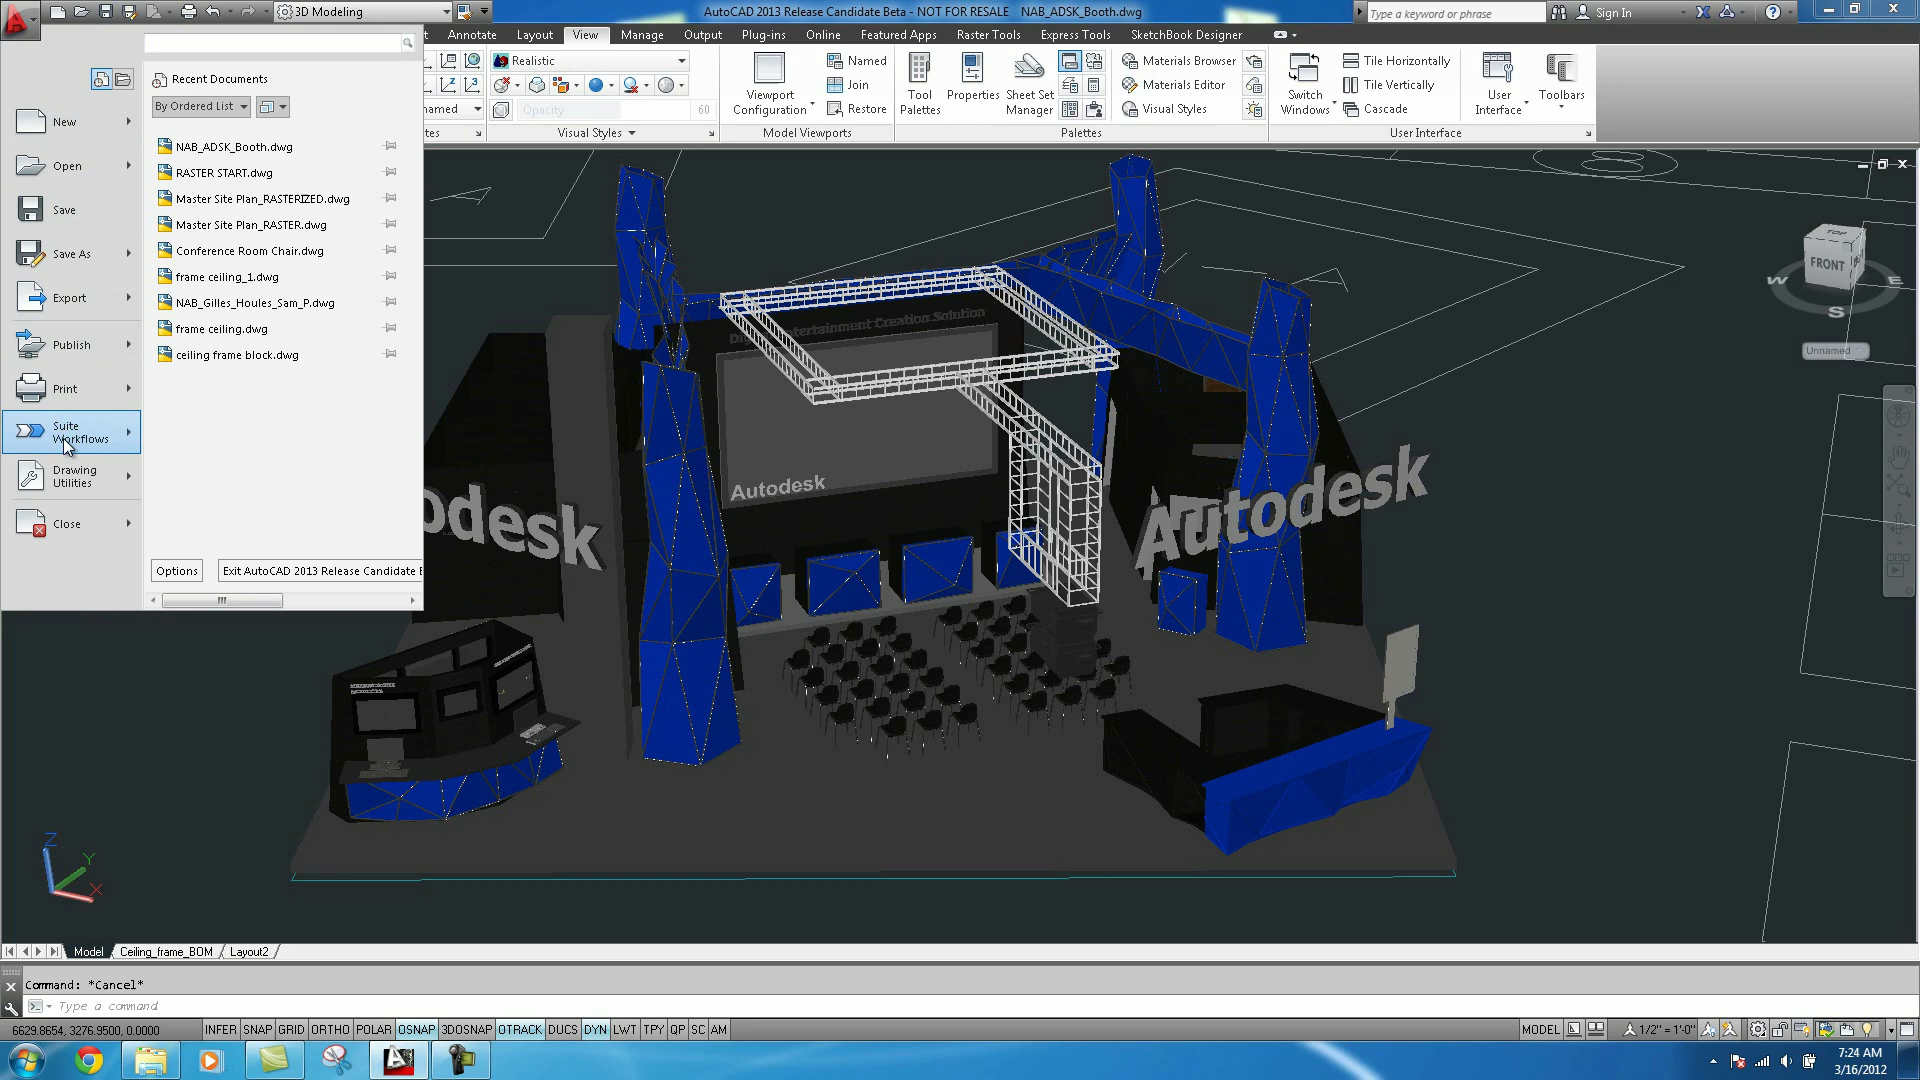 3D Modeling
AutoCAD 2013 Release Candidate Beta - NOT FOR RESALE NAB_ADSK_Booth.dwg
Type a keyword or phrase
Sign In
Annotate Layout View Manage Output Plug-ins Online Featured Apps Raster Tools Express Tools SketchBook Designer
Realistic
Opacity 60
Visual Styles
Viewport Configuration
Named
Join
Restore
Model Viewports
Tool Palettes
Properties
Sheet Set Manager
Materials Browser
Materials Editor
Visual Styles
Palettes
Switch Windows
Tile Horizontally
Tile Vertically
Cascade
User Interface
Toolbars
User Interface
New
Open
Save
Save As
Export
Publish
Print
Suite Workflows
Drawing Utilities
Close
Recent Documents
By Ordered List
NAB_ADSK_Booth.dwg
RASTER START.dwg
Master Site Plan_RASTERIZED.dwg
Master Site Plan_RASTER.dwg
Conference Room Chair.dwg
frame ceiling_1.dwg
NAB_Gilles_Houles_Sam_P.dwg
frame ceiling.dwg
ceiling frame block.dwg
Options
Exit AutoCAD 2013 Release Candidate
Entertainment Creation Solution
Autodesk
odesk
Autodesk
TOP
FRONT
W
E
S
Unnamed
Z
Y
X
Model Ceiling_frame_BOM Layout2
Command: *Cancel*
Type a command
6629.8654, 3276.9500, 0.0000
INFER SNAP GRID ORTHO POLAR OSNAP 3DOSNAP OTRACK DUCS DYN LWT TPY QP SC AM
MODEL
1/2" = 1'-0"
7:24 AM
3/16/2012